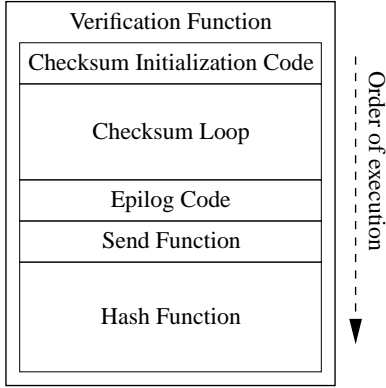 Verification Function
Checksum Initialization Code
Checksum Loop
Epilog Code
Send Function
Hash Function
Order of execution